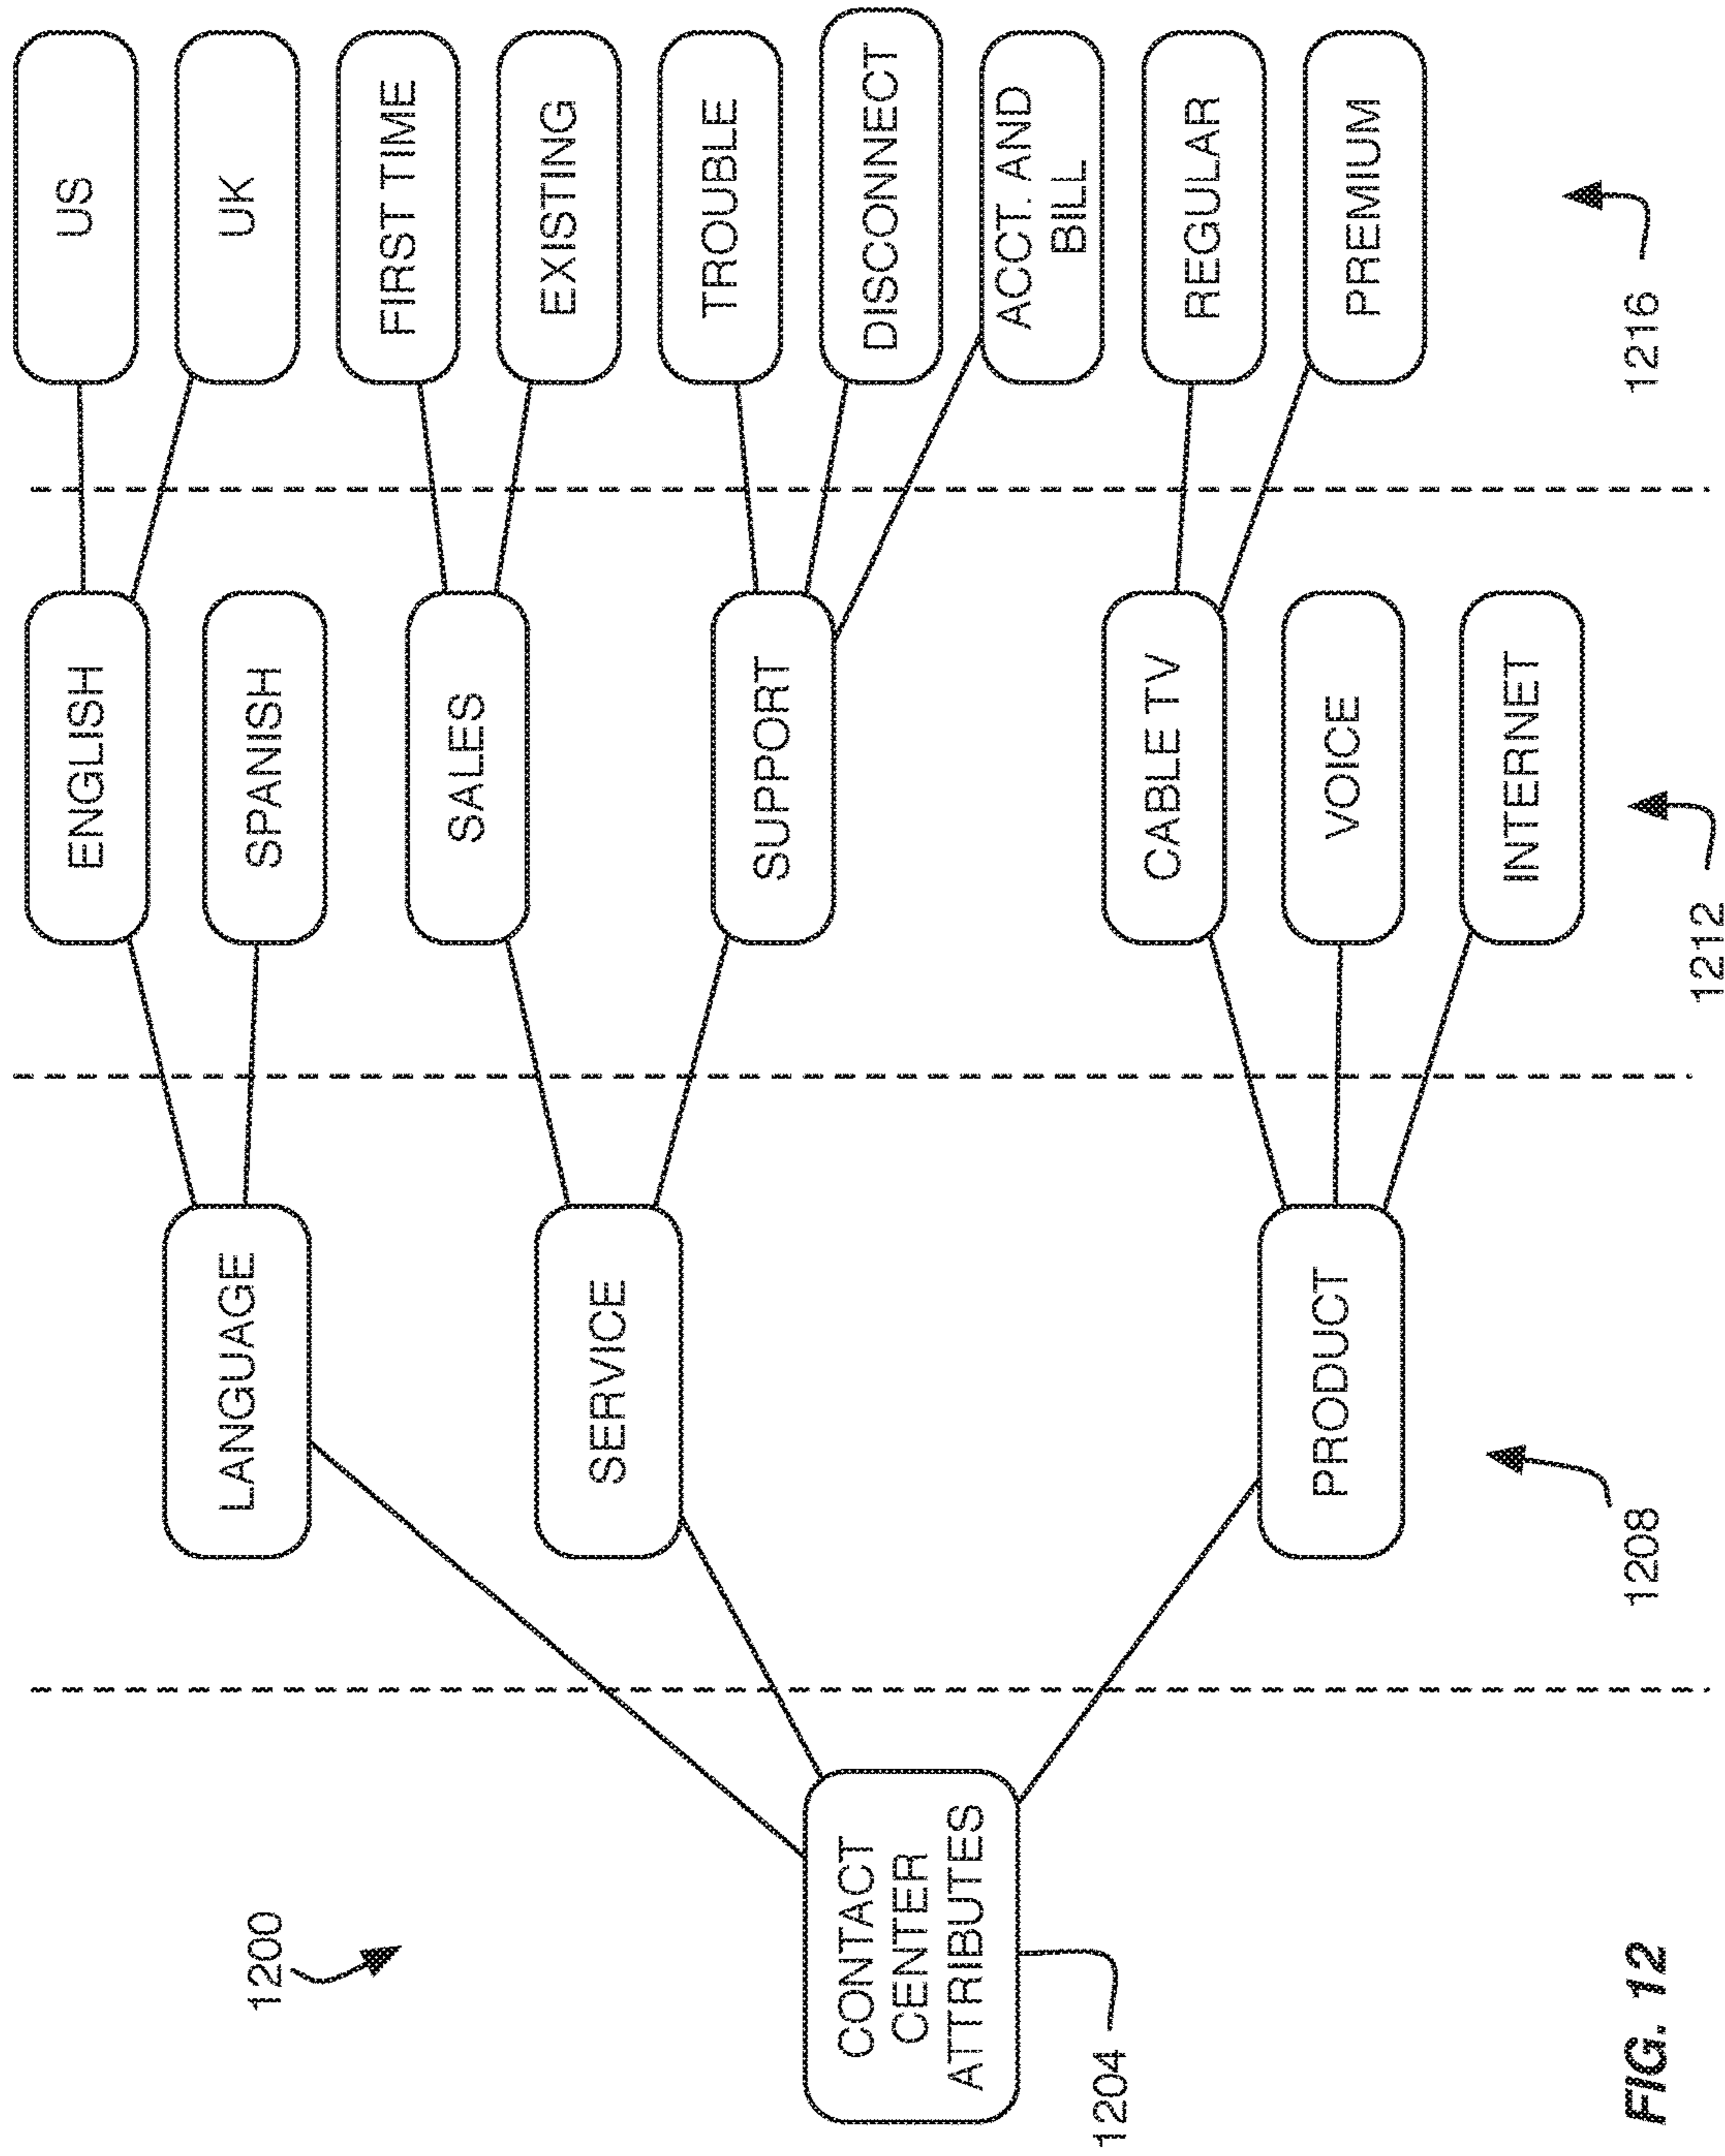 1200
CONTACT
CENTER
ATTRIBUTES
1204
LANGUAGE
SERVICE
PRODUCT
1208
ENGLISH
SPANISH
SALES
SUPPORT
CABLE TV
VOICE
INTERNET
1212
US
UK
FIRST TIME
EXISTING
TROUBLE
DISCONNECT
ACCT. AND
BILL
REGULAR
PREMIUM
1216
FIG. 12